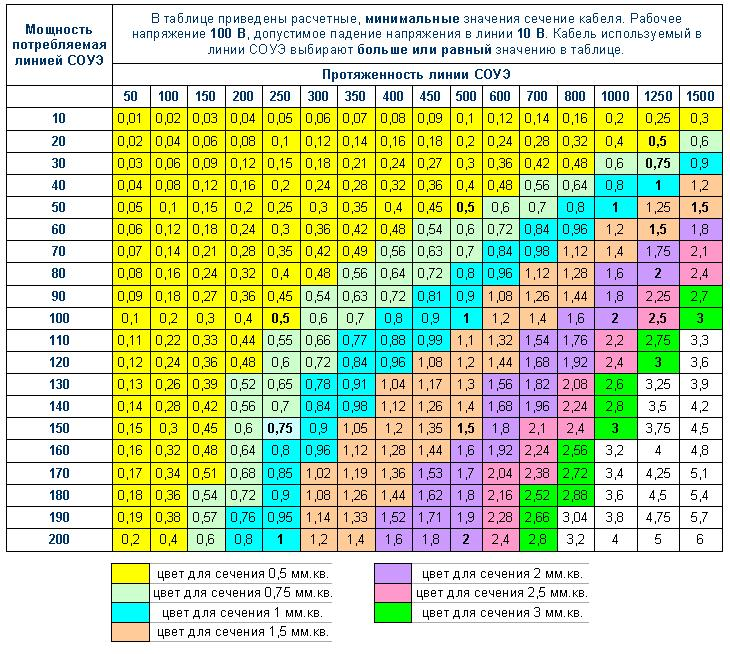 Мощность
потребляемая
линией СОУЭ
В таблице приведены расчетные, минимальные значения сечение кабеля. Рабочее
напряжение 100 В, допустимое падение напряжения в линии 10 В. Кабель используемый в
линии СОУЭ выбирают больше или равный значению в таблице.
Протяженность линии СОУЭ
50 100 150 200 250 300 350 400 450 500 600 700 800 1000 1250 1500
10 0,01 0,02 0,03 0,04 0,05 0,06 0,07 0,08 0,09 0,1 0,12 0,14 0,16 0,2 0,25 0,3
20 0,02 0,04 0,06 0,08 0,1 0,12 0,14 0,16 0,18 0,2 0,24 0,28 0,32 0,4 0,5 0,6
30 0,03 0,06 0,09 0,12 0,15 0,18 0,21 0,24 0,27 0,3 0,36 0,42 0,48 0,6 0,75 0,9
40 0,04 0,08 0,12 0,16 0,2 0,24 0,28 0,32 0,36 0,4 0,48 0,56 0,64 0,8 1 1,2
50 0,05 0,1 0,15 0,2 0,25 0,3 0,35 0,4 0,45 0,5 0,6 0,7 0,8 1 1,25 1,5
60 0,06 0,12 0,18 0,24 0,3 0,36 0,42 0,48 0,54 0,6 0,72 0,84 0,96 1,2 1,5 1,8
70 0,07 0,14 0,21 0,28 0,35 0,42 0,49 0,56 0,63 0,7 0,84 0,98 1,12 1,4 1,75 2,1
80 0,08 0,16 0,24 0,32 0,4 0,48 0,56 0,64 0,72 0,8 0,96 1,12 1,28 1,6 2 2,4
90 0,09 0,18 0,27 0,36 0,45 0,54 0,63 0,72 0,81 0,9 1,08 1,26 1,44 1,8 2,25 2,7
100 0,1 0,2 0,3 0,4 0,5 0,6 0,7 0,8 0,9 1 1,2 1,4 1,6 2 2,5 3
110 0,11 0,22 0,33 0,44 0,55 0,66 0,77 0,88 0,99 1,1 1,32 1,54 1,76 2,2 2,75 3,3
120 0,12 0,24 0,36 0,48 0,6 0,72 0,84 0,96 1,08 1,2 1,44 1,68 1,92 2,4 3 3,6
130 0,13 0,26 0,39 0,52 0,65 0,78 0,91 1,04 1,17 1,3 1,56 1,82 2,08 2,6 3,25 3,9
140 0,14 0,28 0,42 0,56 0,7 0,84 0,98 1,12 1,26 1,4 1,68 1,96 2,24 2,8 3,5 4,2
150 0,15 0,3 0,45 0,6 0,75 0,9 1,05 1,2 1,35 1,5 1,8 2,1 2,4 3 3,75 4,5
160 0,16 0,32 0,48 0,64 0,8 0,96 1,12 1,28 1,44 1,6 1,92 2,24 2,56 3,2 4 4,8
170 0,17 0,34 0,51 0,68 0,85 1,02 1,19 1,36 1,53 1,7 2,04 2,38 2,72 3,4 4,25 5,1
180 0,18 0,36 0,54 0,72 0,9 1,08 1,26 1,44 1,62 1,8 2,16 2,52 2,88 3,6 4,5 5,4
190 0,19 0,38 0,57 0,76 0,95 1,14 1,33 1,52 1,71 1,9 2,28 2,66 3,04 3,8 4,75 5,7
200 0,2 0,4 0,6 0,8 1 1,2 1,4 1,6 1,8 2 2,4 2,8 3,2 4 5 6
цвет для сечения 0,5 мм.кв.
цвет для сечения 0,75 мм.кв.
цвет для сечения 1 мм.кв.
цвет для сечения 1,5 мм.кв.
цвет для сечения 2 мм.кв.
цвет для сечения 2,5 мм.кв.
цвет для сечения 3 мм.кв.